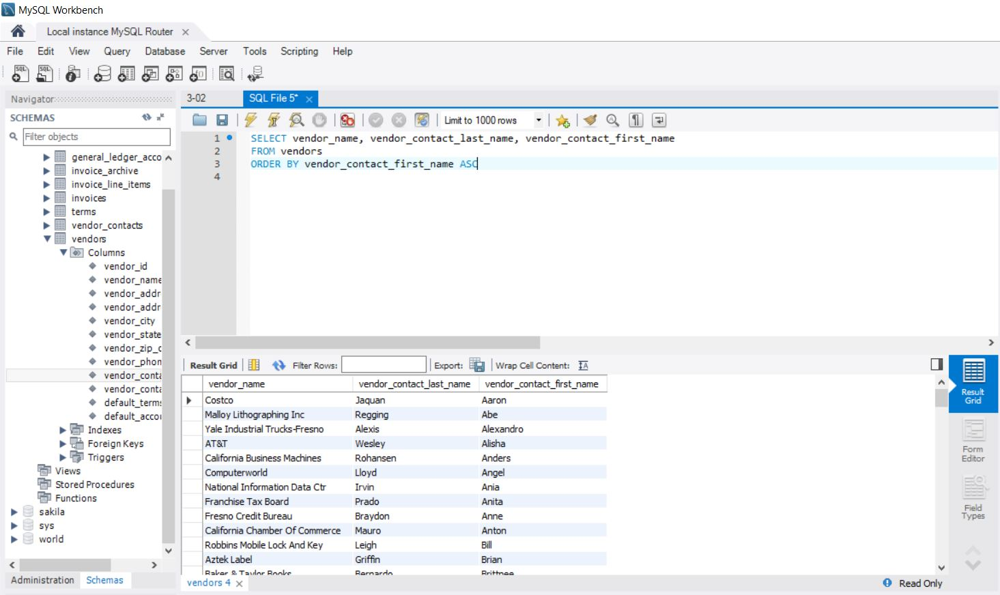 MySQL Workbench
Local instance MySQL Router
File Edit View Query Database Server Tools Scripting Help
Navigator
SCHEMAS
Filter objects
general_ledger_acco
invoice_archive
invoice_line_items
invoices
terms
vendor_contacts
vendors
Columns
vendor_id
vendor_name
vendor_addr
vendor_addr
vendor_city
vendor_state
vendor_zip_c
vendor_phon
vendor_conta
vendor_conta
default_terms
default_accou
Indexes
Foreign Keys
Triggers
Views
Stored Procedures
Functions
sakila
sys
world
Administration Schemas
3-02 SQL File 5*
Limit to 1000 rows
1 SELECT vendor_name, vendor_contact_last_name, vendor_contact_first_name
2 FROM vendors
3 ORDER BY vendor_contact_first_name ASC
4
Result Grid Filter Rows: Export: Wrap Cell Content:
vendor_name vendor_contact_last_name vendor_contact_first_name
Costco Jaquan Aaron
Malloy Lithographing Inc Regging Abe
Yale Industrial Trucks-Fresno Alexis Alexandro
AT&T Wesley Alisha
California Business Machines Rohansen Anders
Computerworld Lloyd Angel
National Information Data Ctr Irvin Ania
Franchise Tax Board Prado Anita
Fresno Credit Bureau Braydon Anne
California Chamber Of Commerce Mauro Anton
Robbins Mobile Lock And Key Leigh Bill
Aztek Label Griffin Brian
Baker & Taylor Books Bernardo Brittnee
Result
Grid
Form
Editor
Field
Types
vendors 4
Read Only